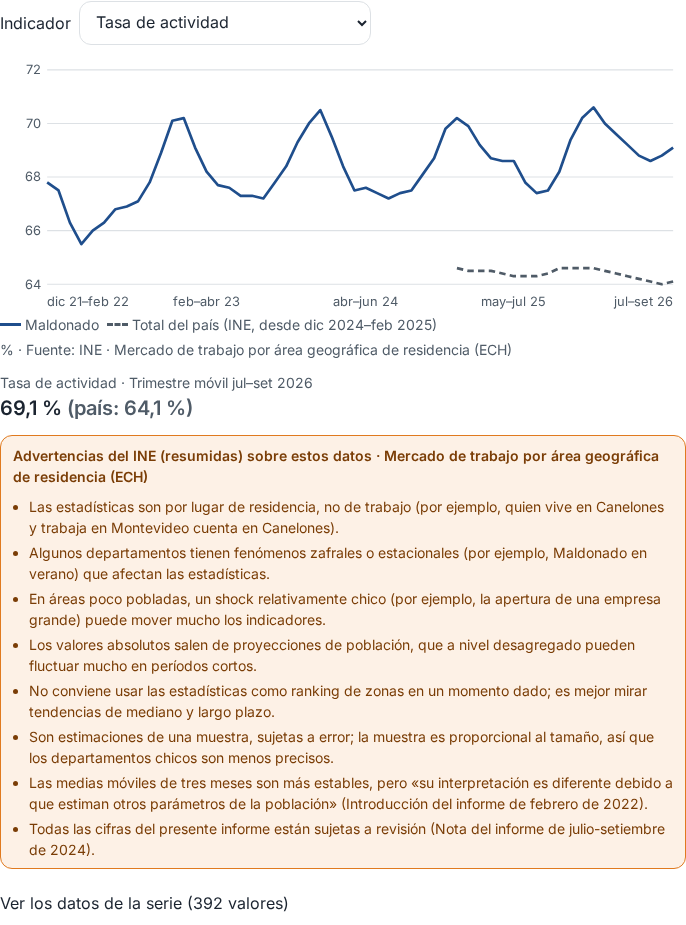 Indicador Tasa de actividad
72
70
68
66
64
dic 21–feb 22 feb–abr 23 abr–jun 24 may–jul 25 jul–set 26
Maldonado Total del país (INE, desde dic 2024–feb 2025)
% · Fuente: INE · Mercado de trabajo por área geográfica de residencia (ECH)
Tasa de actividad · Trimestre móvil jul–set 2026
69,1 % (país: 64,1 %)
Advertencias del INE (resumidas) sobre estos datos · Mercado de trabajo por área geográfica
de residencia (ECH)
• Las estadísticas son por lugar de residencia, no de trabajo (por ejemplo, quien vive en Canelones
y trabaja en Montevideo cuenta en Canelones).
• Algunos departamentos tienen fenómenos zafrales o estacionales (por ejemplo, Maldonado en
verano) que afectan las estadísticas.
• En áreas poco pobladas, un shock relativamente chico (por ejemplo, la apertura de una empresa
grande) puede mover mucho los indicadores.
• Los valores absolutos salen de proyecciones de población, que a nivel desagregado pueden
fluctuar mucho en períodos cortos.
• No conviene usar las estadísticas como ranking de zonas en un momento dado; es mejor mirar
tendencias de mediano y largo plazo.
• Son estimaciones de una muestra, sujetas a error; la muestra es proporcional al tamaño, así que
los departamentos chicos son menos precisos.
• Las medias móviles de tres meses son más estables, pero «su interpretación es diferente debido a
que estiman otros parámetros de la población» (Introducción del informe de febrero de 2022).
• Todas las cifras del presente informe están sujetas a revisión (Nota del informe de julio-setiembre
de 2024).
Ver los datos de la serie (392 valores)